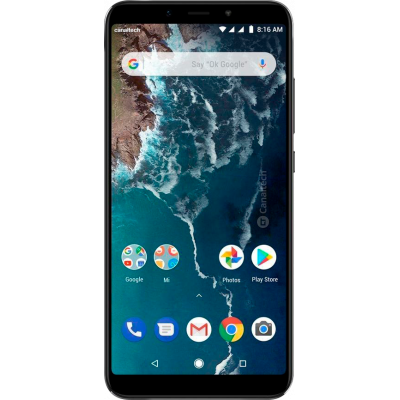 canaltech
8:16 AM
Say "Ok Google"
Canaltech
Google
Mi
Photos
Play Store